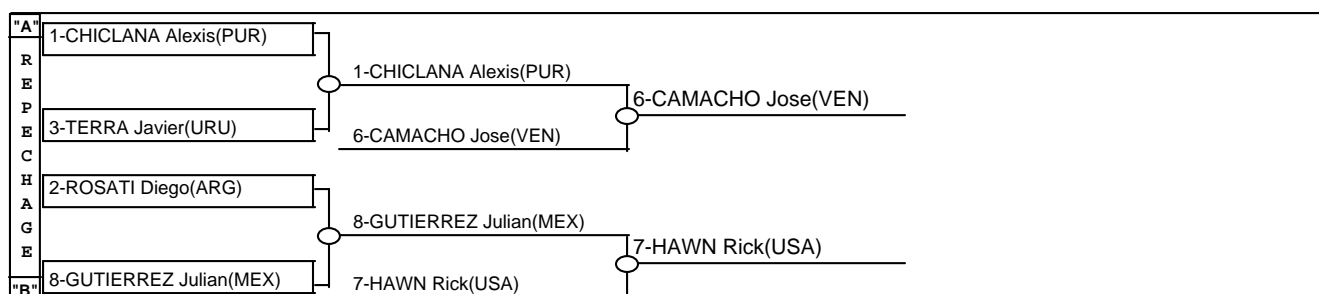 "A"
REPECHAGE
"B"
1-CHICLANA Alexis(PUR)
3-TERRA Javier(URU)
1-CHICLANA Alexis(PUR)
6-CAMACHO Jose(VEN)
6-CAMACHO Jose(VEN)
2-ROSATI Diego(ARG)
8-GUTIERREZ Julian(MEX)
8-GUTIERREZ Julian(MEX)
7-HAWN Rick(USA)
7-HAWN Rick(USA)